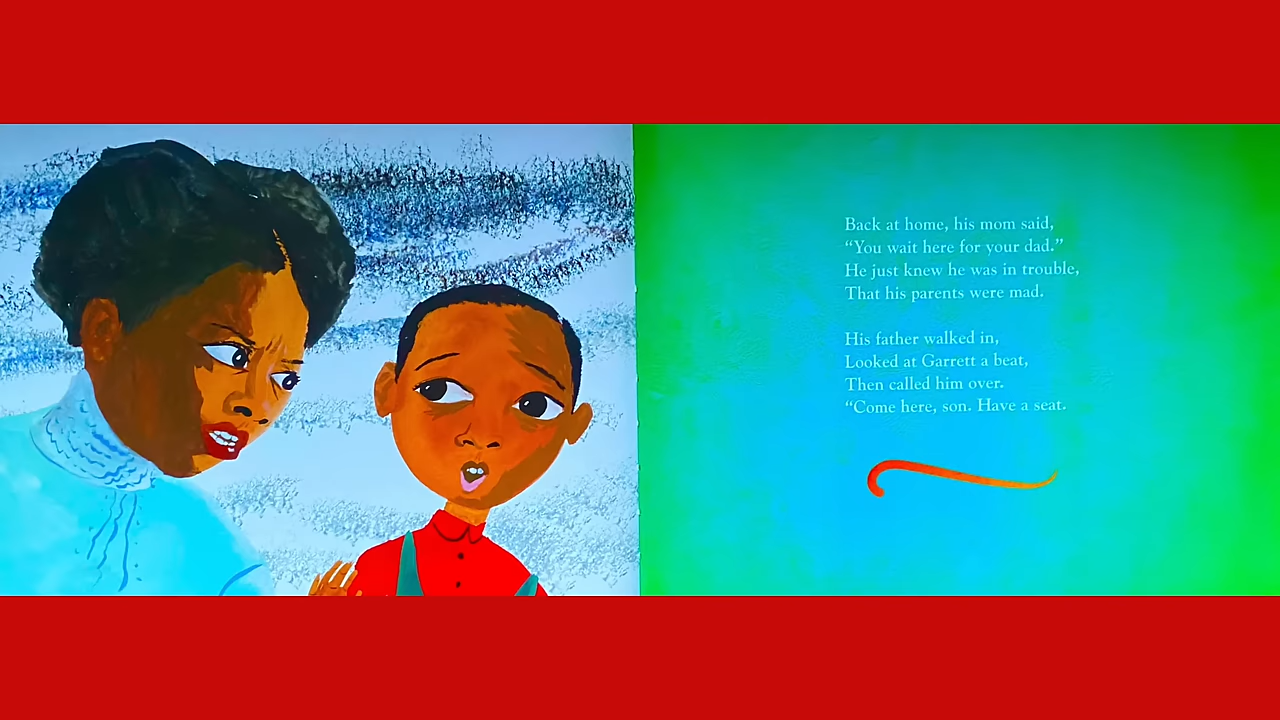 Back at home, his mom said,
“You wait here for your dad.”
He just knew he was in trouble,
That his parents were mad.
His father walked in,
Looked at Garrett a beat,
Then called him over.
“Come here, son. Have a seat.